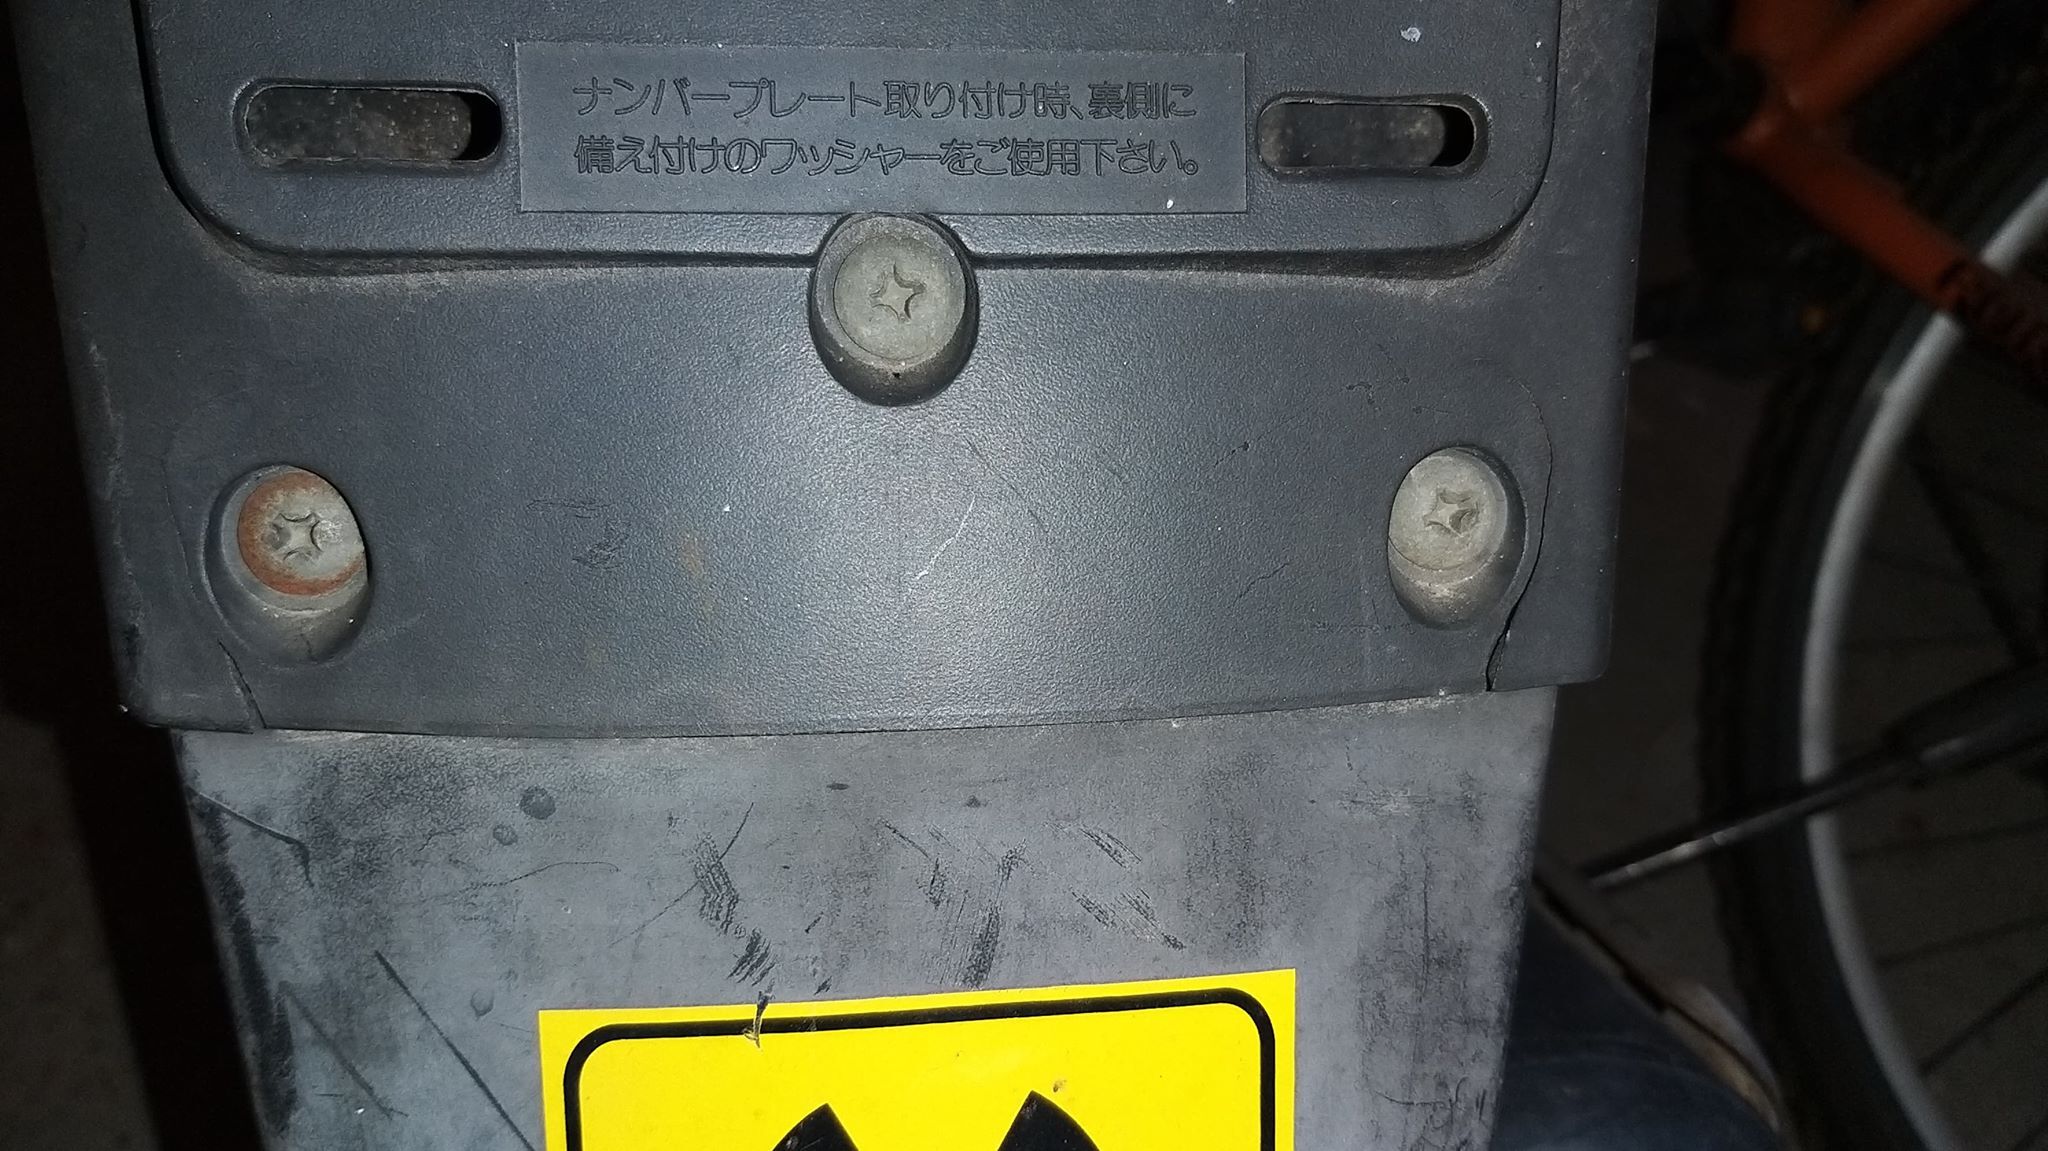 ナンバープレート取り付け時、裏側に
備え付けのワッシャーをご使用下さい。